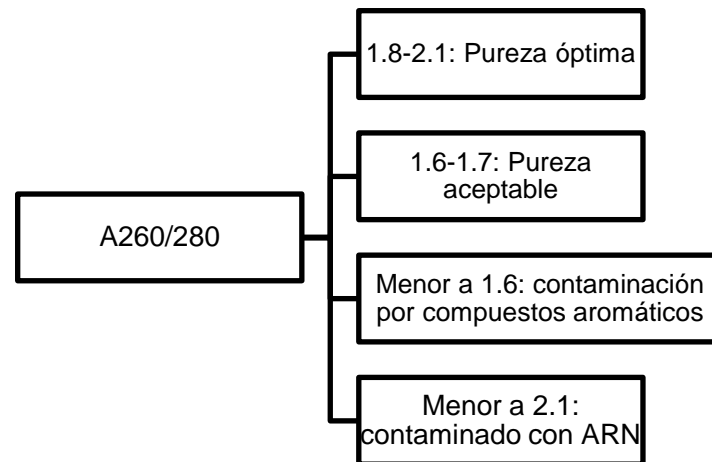 1.8-2.1: Pureza óptima
1.6-1.7: Pureza
aceptable
A260/280
Menor a 1.6: contaminación
por compuestos aromáticos
Menor a 2.1:
contaminado con ARN